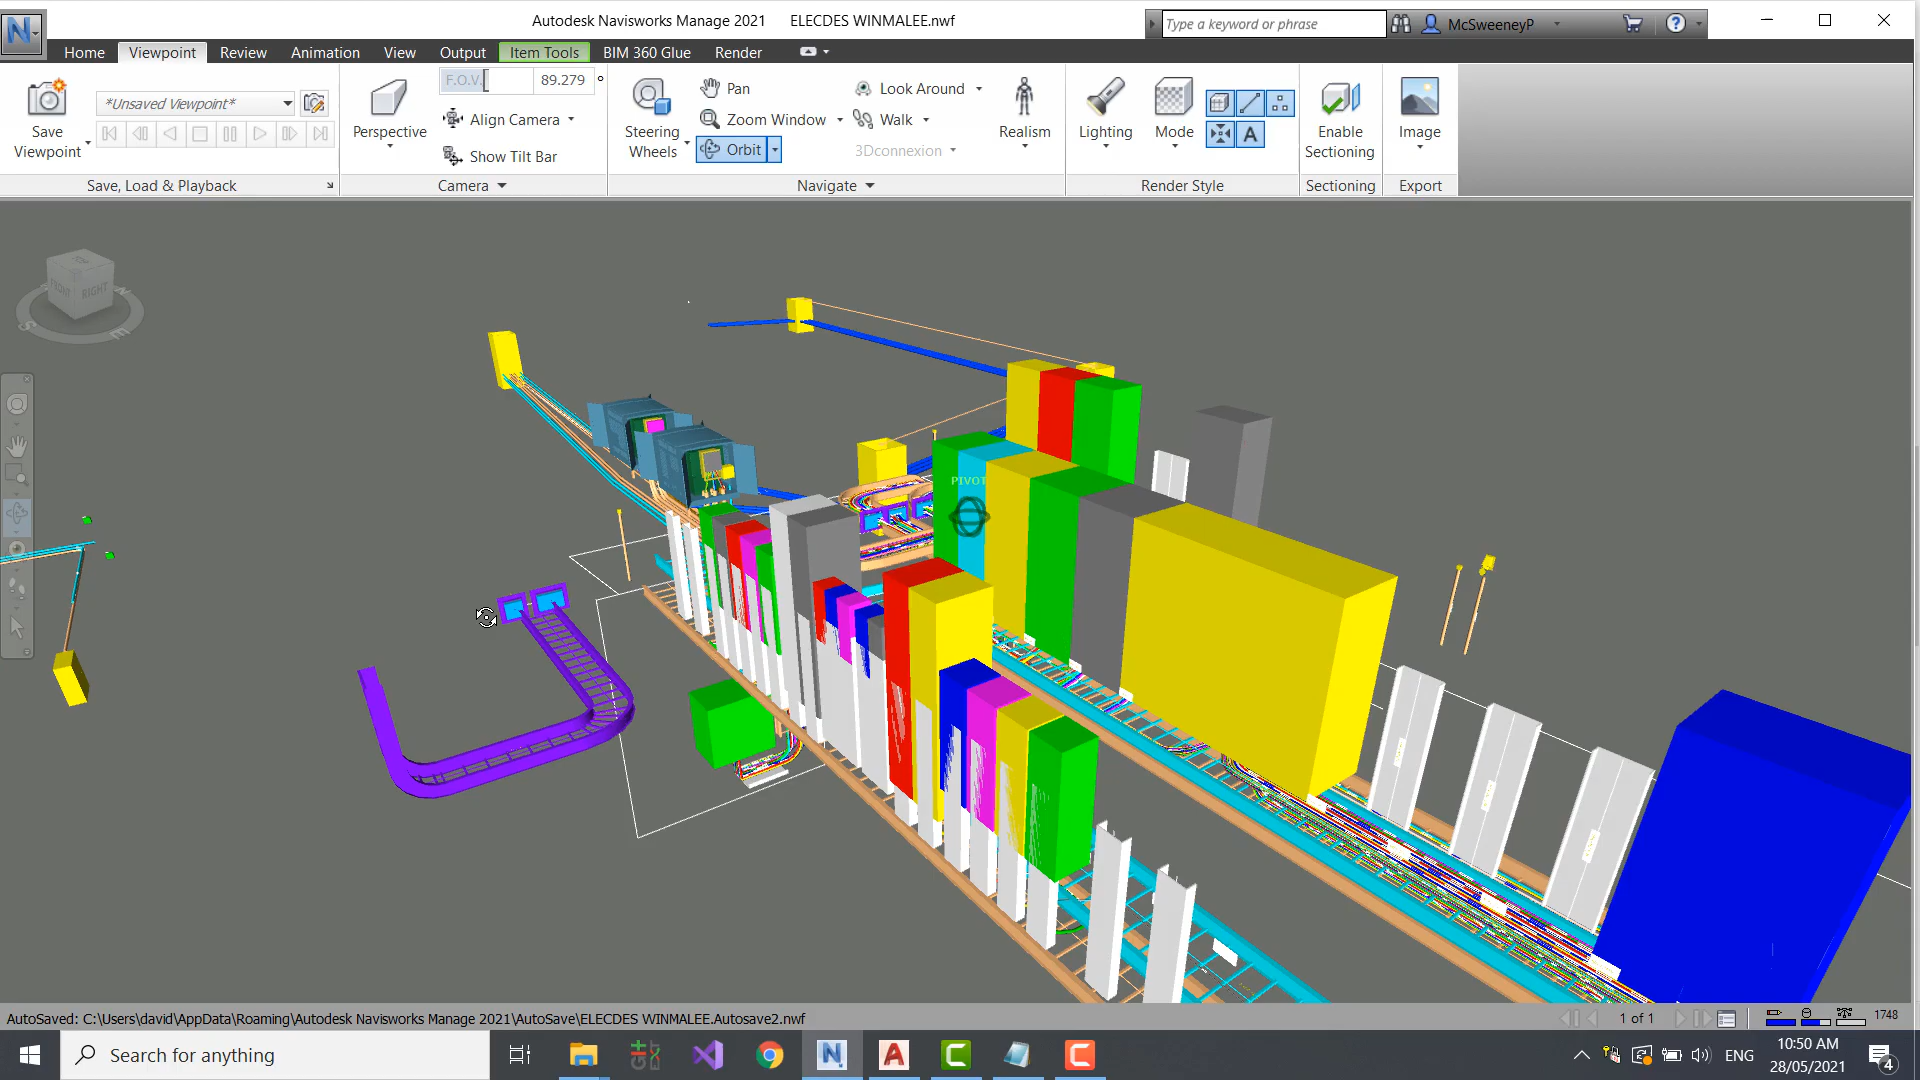 Autodesk Navisworks Manage 2021 ELECDES WINMALEE.nwf
Type a keyword or phrase
McSweeneyP
Home Viewpoint Review Animation View Output Item Tools BIM 360 Glue Render
Save Viewpoint
*Unsaved Viewpoint*
Save, Load & Playback
Perspective
F.O.V.
89.279 °
Align Camera
Show Tilt Bar
Camera
Steering Wheels
Pan
Zoom Window
Orbit
Look Around
Walk
3Dconnexion
Navigate
Realism
Lighting
Mode
A
Render Style
Enable Sectioning
Sectioning
Image
Export
FRONT
RIGHT
S
E
PIVOT
AutoSaved: C:\Users\david\AppData\Roaming\Autodesk Navisworks Manage 2021\AutoSave\ELECDES WINMALEE.Autosave2.nwf
1 of 1
1748
Search for anything
ENG
10:50 AM
28/05/2021
4